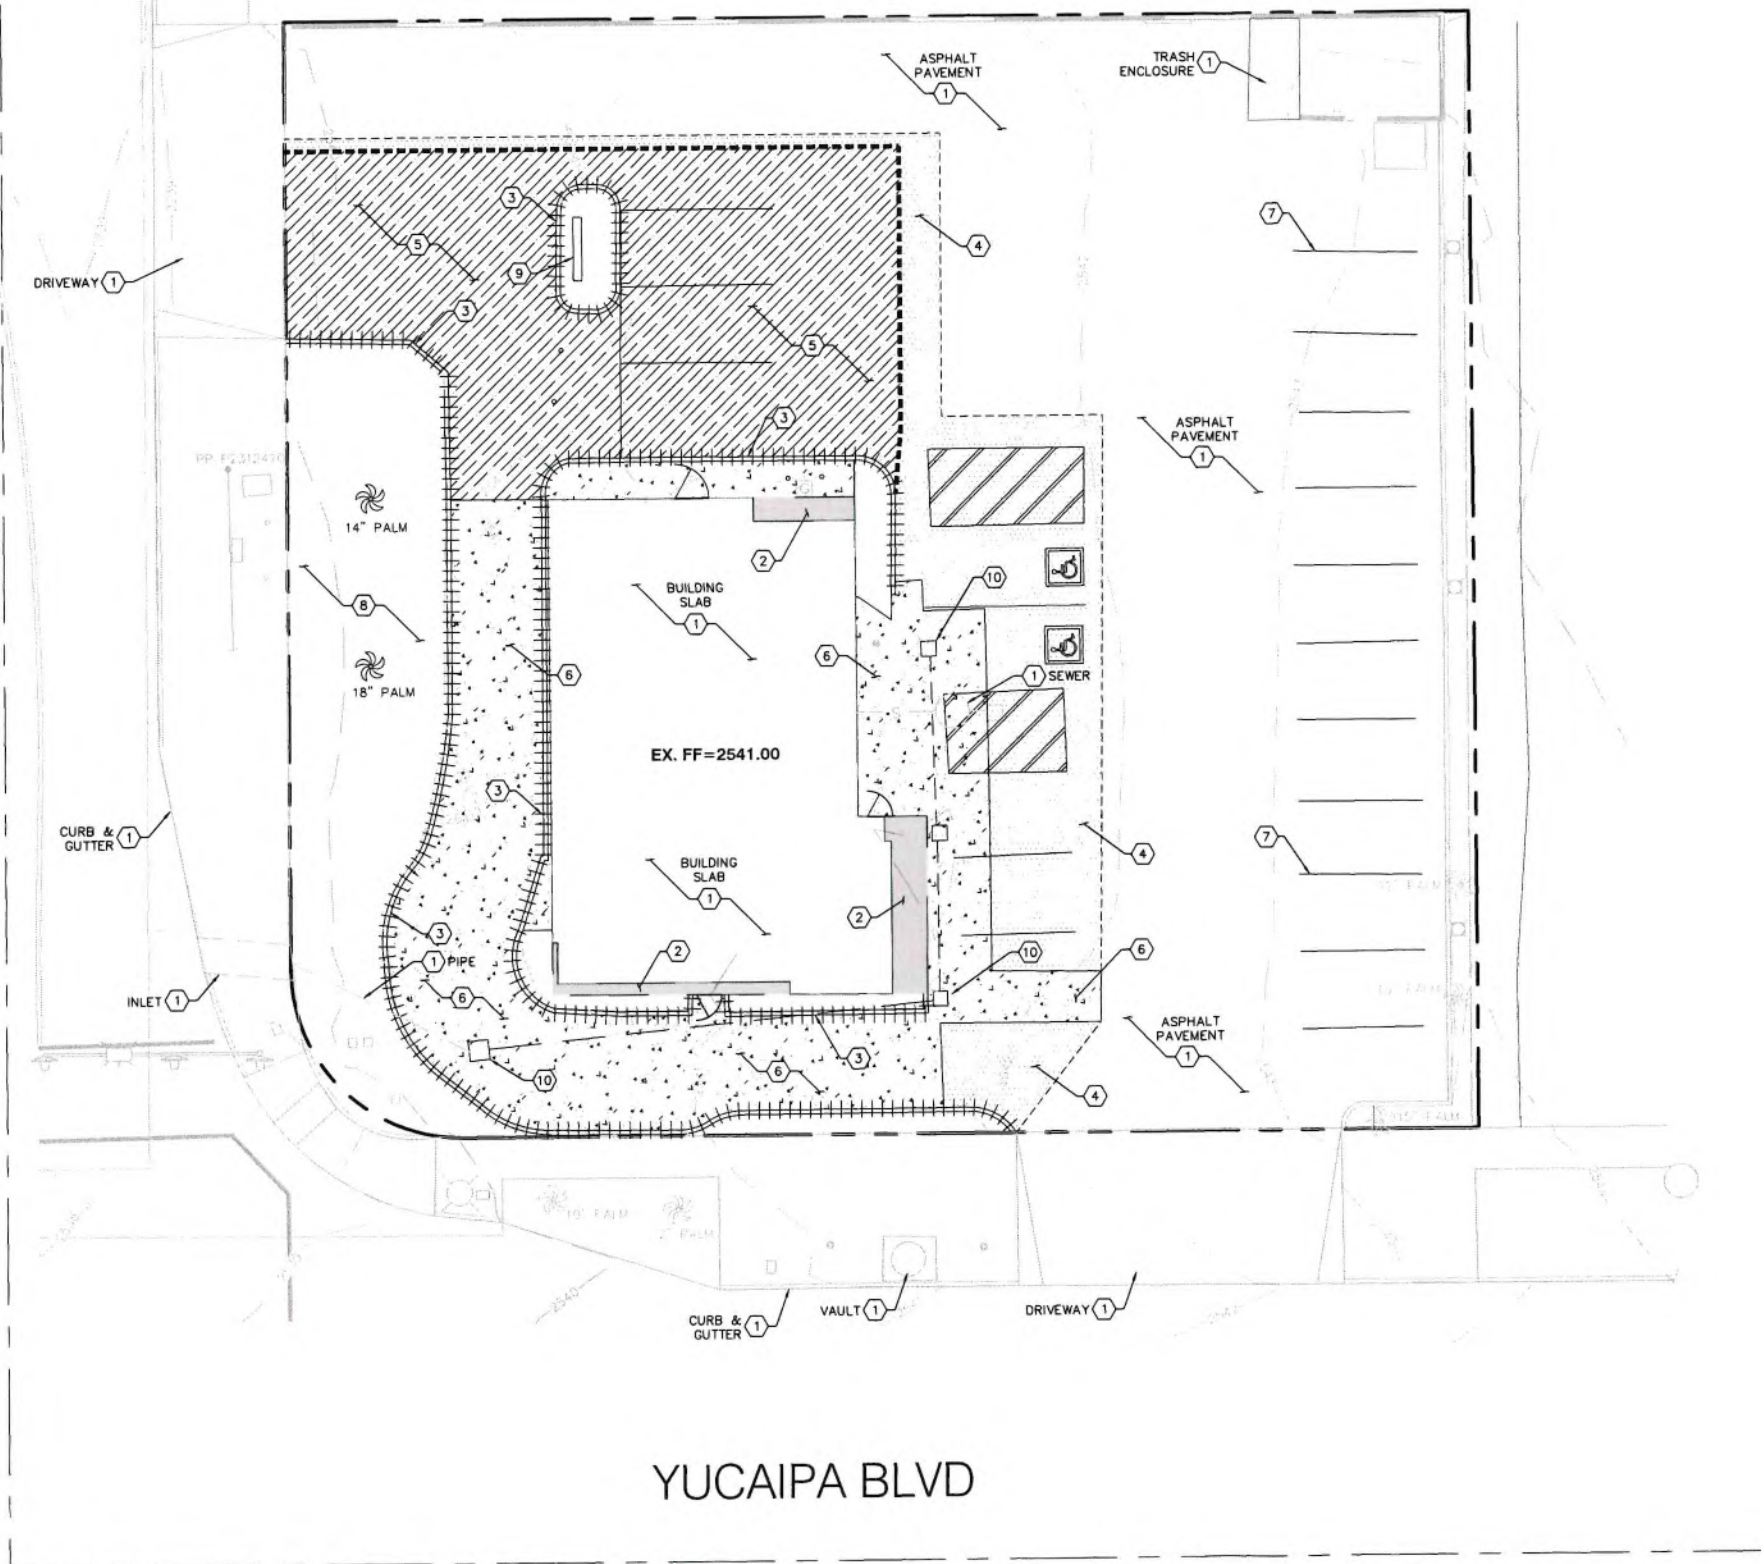 ASPHALT
PAVEMENT
1
TRASH
ENCLOSURE 1
3
7
5
4
9
DRIVEWAY 1
3
5
3
ASPHALT
PAVEMENT
1
14" PALM
2
10
BUILDING
SLAB
1
8
6
6
1 SEWER
18" PALM
EX. FF=2541.00
3
CURB &
GUTTER 1
4
7
BUILDING
SLAB
1
2
3
2
10
6
1 PIPE
INLET 1
6
ASPHALT
PAVEMENT
1
3
10
6
4
2540
CURB &
GUTTER 1
VAULT 1
DRIVEWAY 1
YUCAIPA BLVD